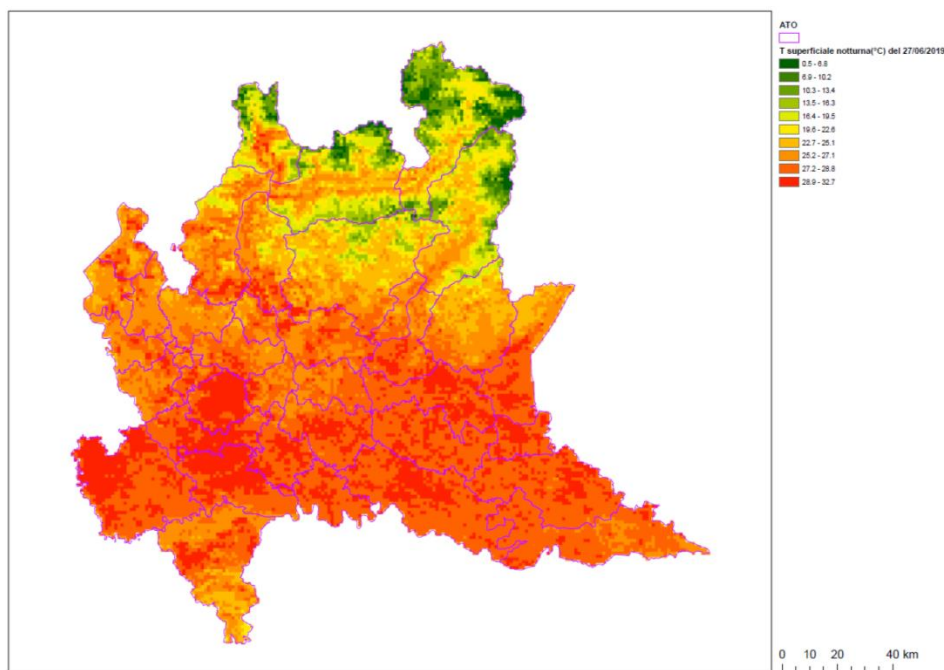 ATO
T superficiale notturna(°C) del 27/06/2019
0.5 - 6.8
6.9 - 10.2
10.3 - 13.4
13.5 - 16.3
16.4 - 19.5
19.6 - 22.6
22.7 - 25.1
25.2 - 27.1
27.2 - 28.8
28.9 - 32.7
0 10 20 40 km